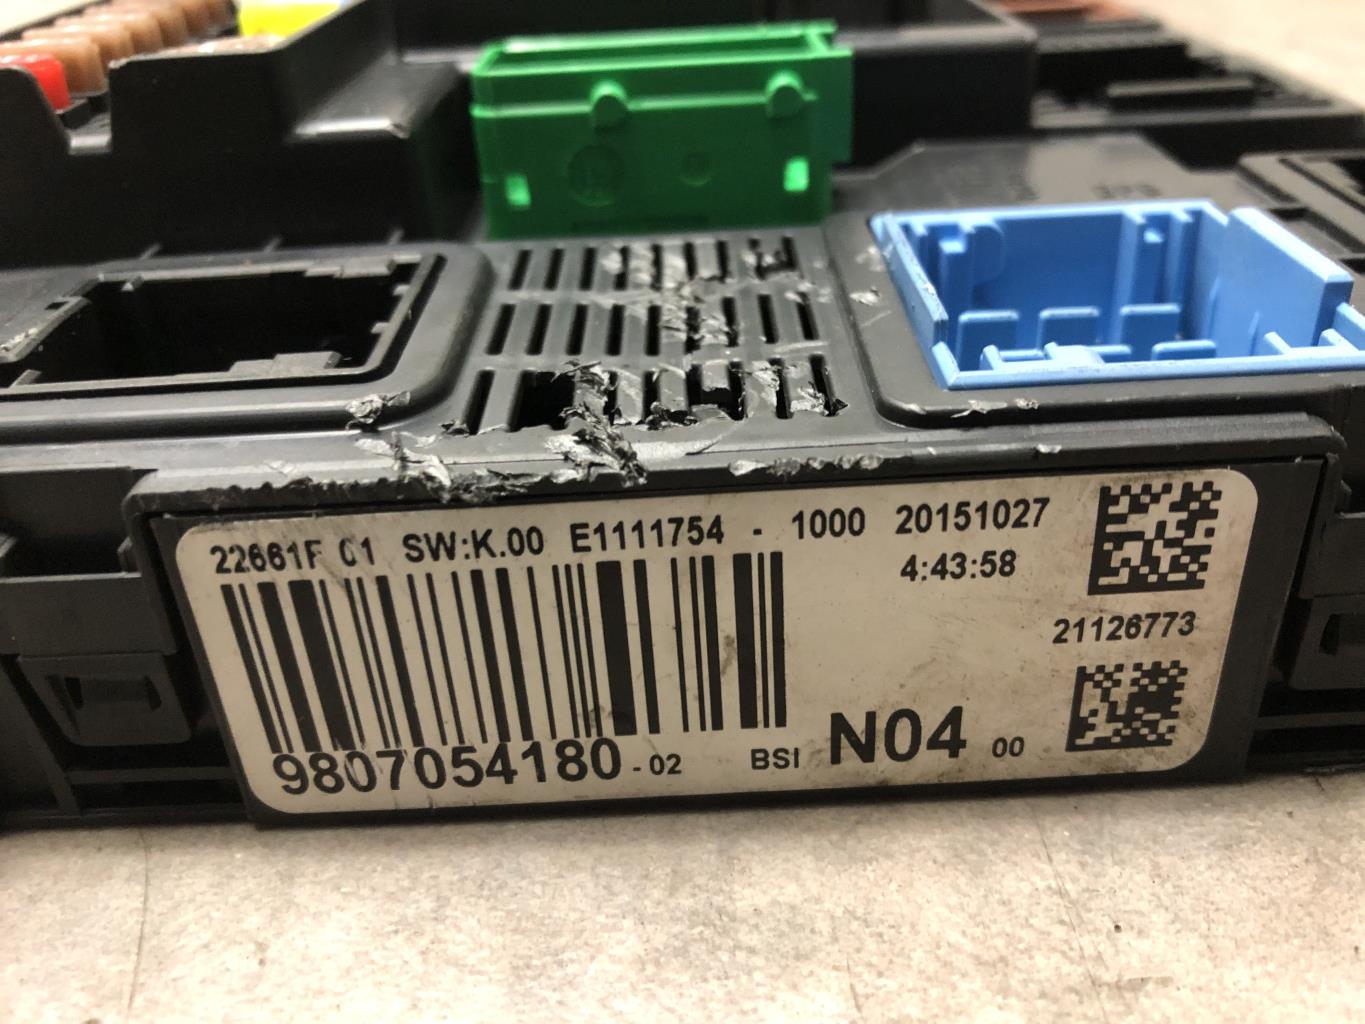 22661F 01 SW:K.00 E1111754 - 1000 20151027
4:43:58
21126773
9807054180 - 02 BSI N04 00